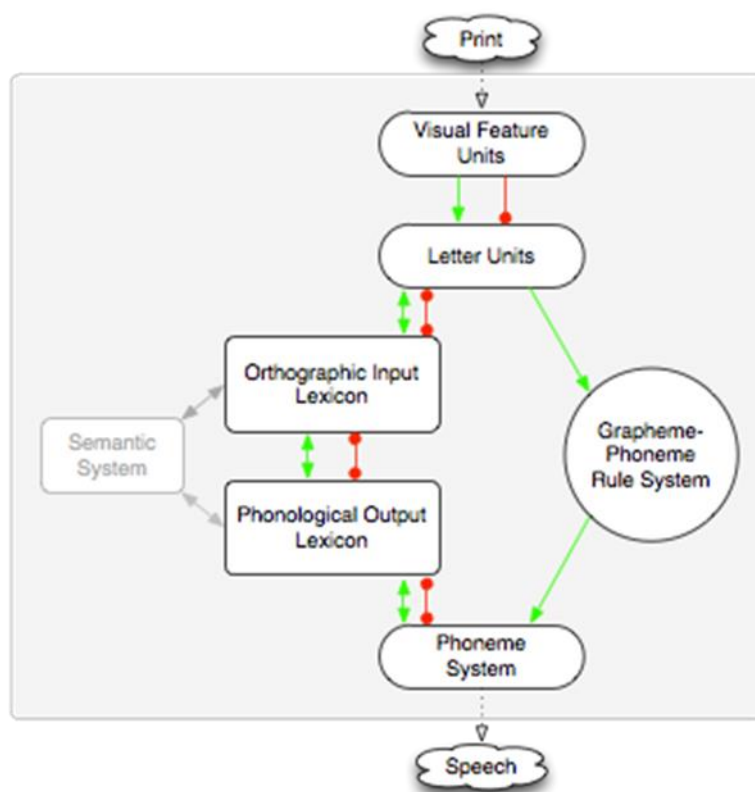 Print
Visual Feature
Units
Letter Units
Orthographic Input
Lexicon
Semantic
System
Grapheme-
Phoneme
Rule System
Phonological Output
Lexicon
Phoneme
System
Speech